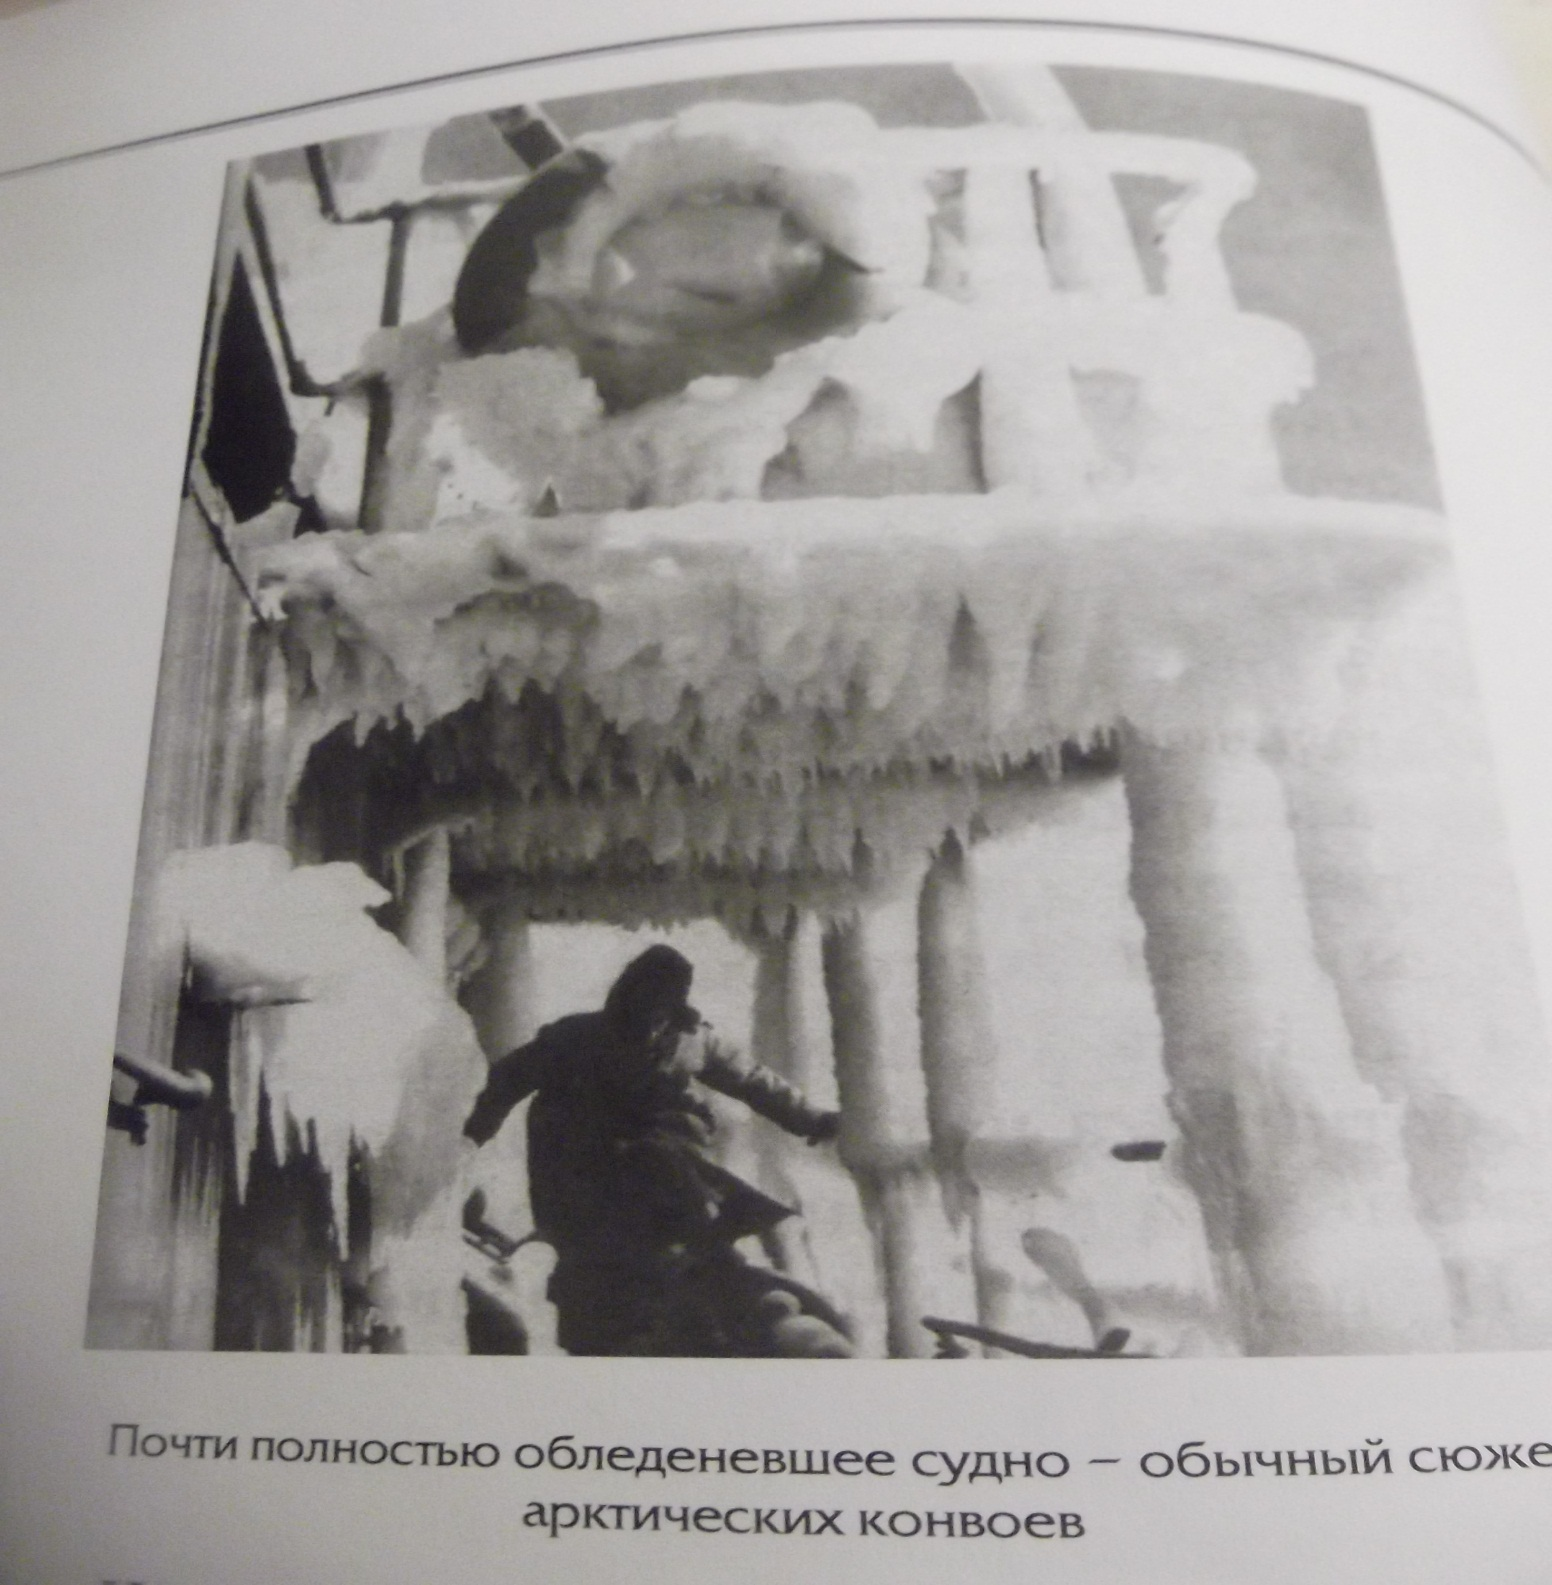 Почти полностью обледеневшее судно – обычный сюже
арктических конвоев